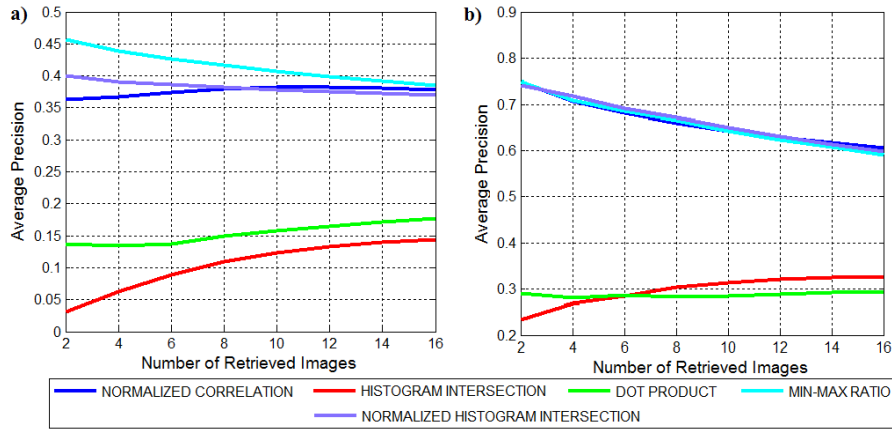 a)
0.5
0.45
0.4
0.35
0.3
0.25
0.2
0.15
0.1
0.05
0
Average Precision
2 4 6 8 10 12 14 16
Number of Retrieved Images
b)
0.9
0.8
0.7
0.6
0.5
0.4
0.3
0.2
Average Precision
2 4 6 8 10 12 14 16
Number of Retrieved Images
NORMALIZED CORRELATION HISTOGRAM INTERSECTION DOT PRODUCT MIN-MAX RATIO
NORMALIZED HISTOGRAM INTERSECTION